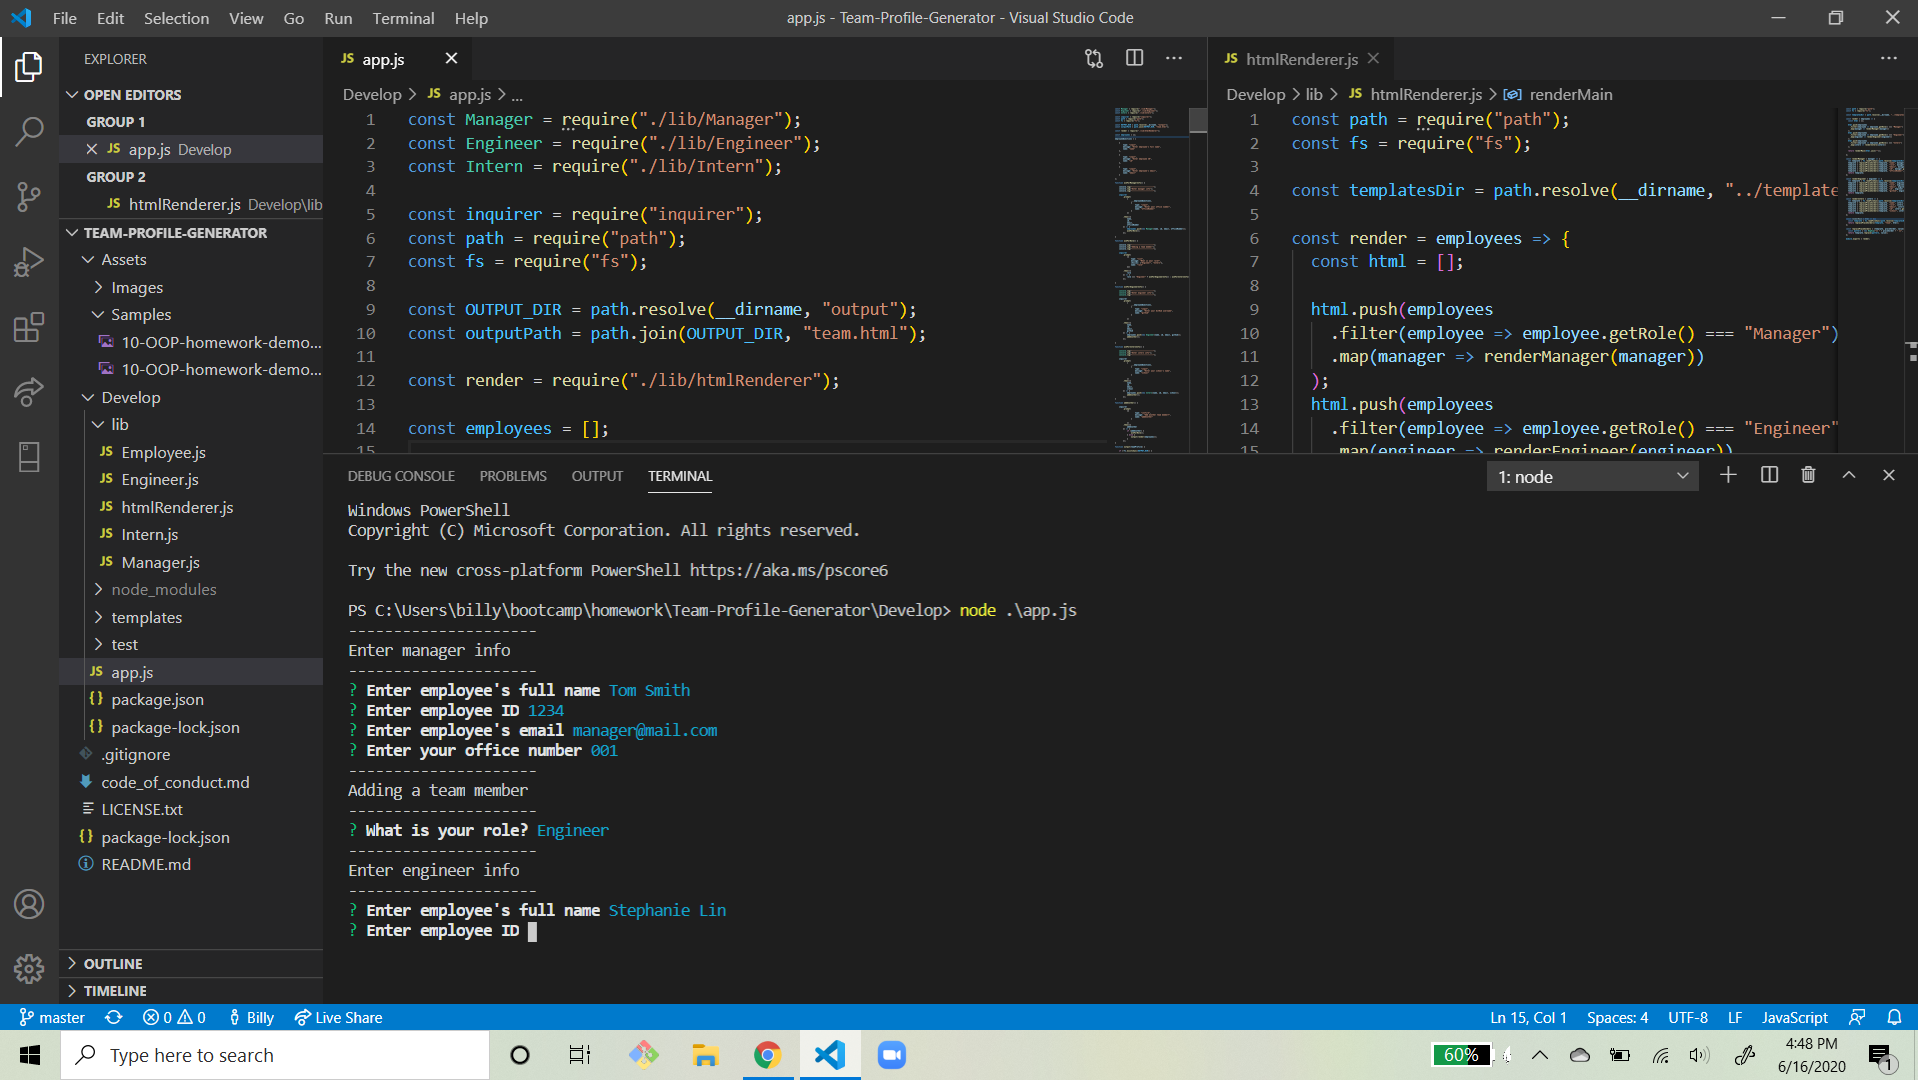 File Edit Selection View Go Run Terminal Help
app.js - Team-Profile-Generator - Visual Studio Code
EXPLORER
OPEN EDITORS
GROUP 1
JS app.js Develop
GROUP 2
JS htmlRenderer.js Develop\lib
TEAM-PROFILE-GENERATOR
Assets
Images
Samples
10-OOP-homework-demo...
10-OOP-homework-demo...
Develop
lib
JS Employee.js
JS Engineer.js
JS htmlRenderer.js
JS Intern.js
JS Manager.js
node_modules
templates
test
JS app.js
{} package.json
{} package-lock.json
.gitignore
code_of_conduct.md
LICENSE.txt
{} package-lock.json
README.md
OUTLINE
TIMELINE
JS app.js
Develop > JS app.js > ...
1 const Manager = require("./lib/Manager");
2 const Engineer = require("./lib/Engineer");
3 const Intern = require("./lib/Intern");
4
5 const inquirer = require("inquirer");
6 const path = require("path");
7 const fs = require("fs");
8
9 const OUTPUT_DIR = path.resolve(__dirname, "output");
10 const outputPath = path.join(OUTPUT_DIR, "team.html");
11
12 const render = require("./lib/htmlRenderer");
13
14 const employees = [];
15
JS htmlRenderer.js
Develop > lib > JS htmlRenderer.js > renderMain
1 const path = require("path");
2 const fs = require("fs");
3
4 const templatesDir = path.resolve(__dirname, "../template
5
6 const render = employees => {
7 const html = [];
8
9 html.push(employees
10 .filter(employee => employee.getRole() === "Manager")
11 .map(manager => renderManager(manager))
12 );
13 html.push(employees
14 .filter(employee => employee.getRole() === "Engineer"
15 .map(engineer => renderEngineer(engineer))
DEBUG CONSOLE PROBLEMS OUTPUT TERMINAL
1: node
Windows PowerShell
Copyright (C) Microsoft Corporation. All rights reserved.
Try the new cross-platform PowerShell https://aka.ms/pscore6
PS C:\Users\billy\bootcamp\homework\Team-Profile-Generator\Develop> node .\app.js
---------------------
Enter manager info
---------------------
? Enter employee's full name Tom Smith
? Enter employee ID 1234
? Enter employee's email manager@mail.com
? Enter your office number 001
---------------------
Adding a team member
---------------------
? What is your role? Engineer
---------------------
Enter engineer info
---------------------
? Enter employee's full name Stephanie Lin
? Enter employee ID
master 0 0 Billy Live Share
Ln 15, Col 1 Spaces: 4 UTF-8 LF JavaScript
Type here to search
60%
4:48 PM
6/16/2020
1